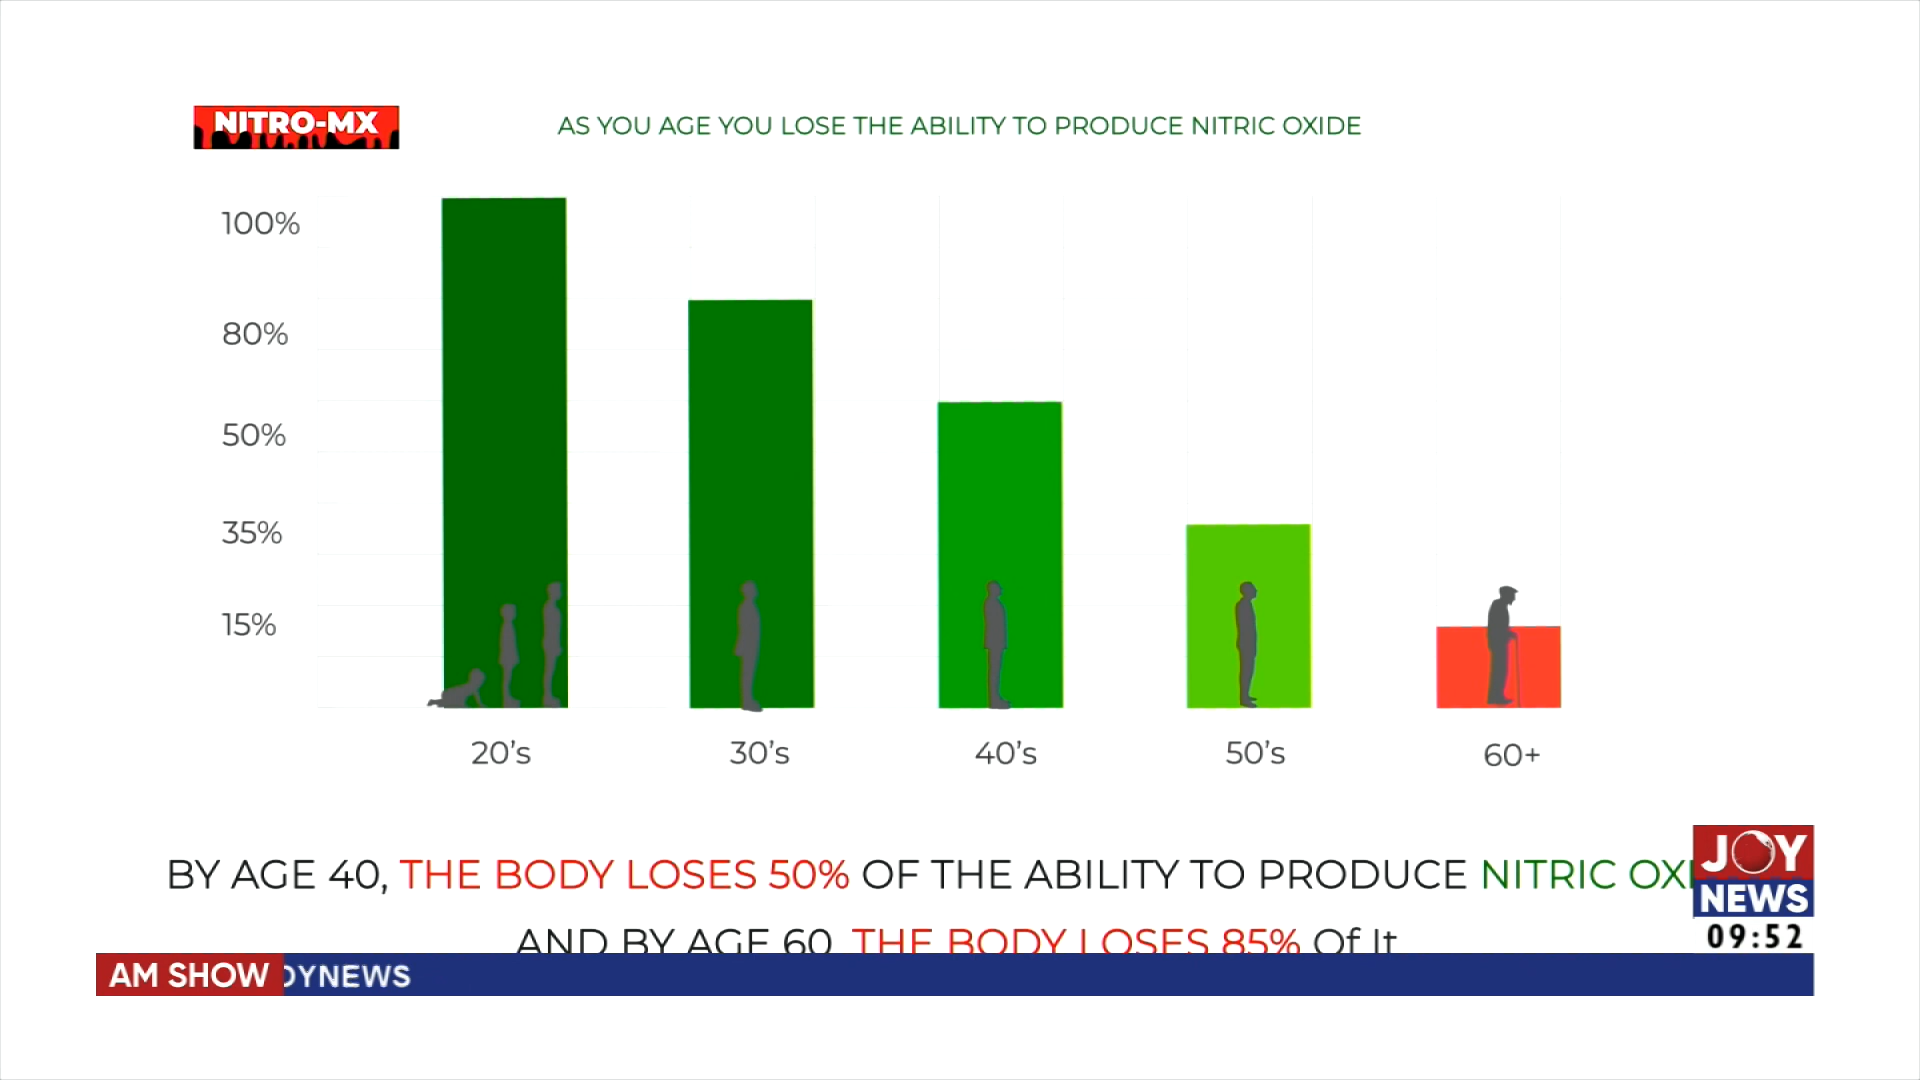 NITRO-MX
AS YOU AGE YOU LOSE THE ABILITY TO PRODUCE NITRIC OXIDE
100%
80%
50%
35%
15%
20's
30's
40's
50's
60+
BY AGE 40, THE BODY LOSES 50% OF THE ABILITY TO PRODUCE NITRIC OXI
AND BY AGE 60, THE BODY LOSES 85% Of It
JOY
NEWS
09:52
AM SHOW OYNEWS